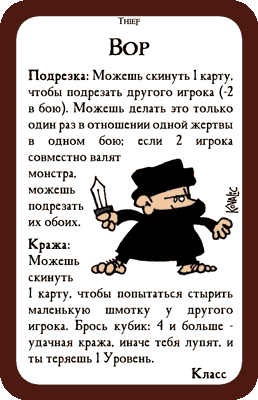 Thief
Вор
Подрезка: Можешь скинуть 1 карту,
чтобы подрезать другого игрока (-2
в бою). Можешь делать это только
один раз в отношении одной жертвы
в одном бою; если 2 игрока
совместно валят
монстра,
можешь
подрезать
их обоих.
Кража:
Можешь
скинуть
1 карту, чтобы попытаться стырить
маленькую шмотку у другого
игрока. Брось кубик: 4 и больше -
удачная кража, иначе тебя лупят, и
ты теряешь 1 Уровень.
Класс
Kovalic